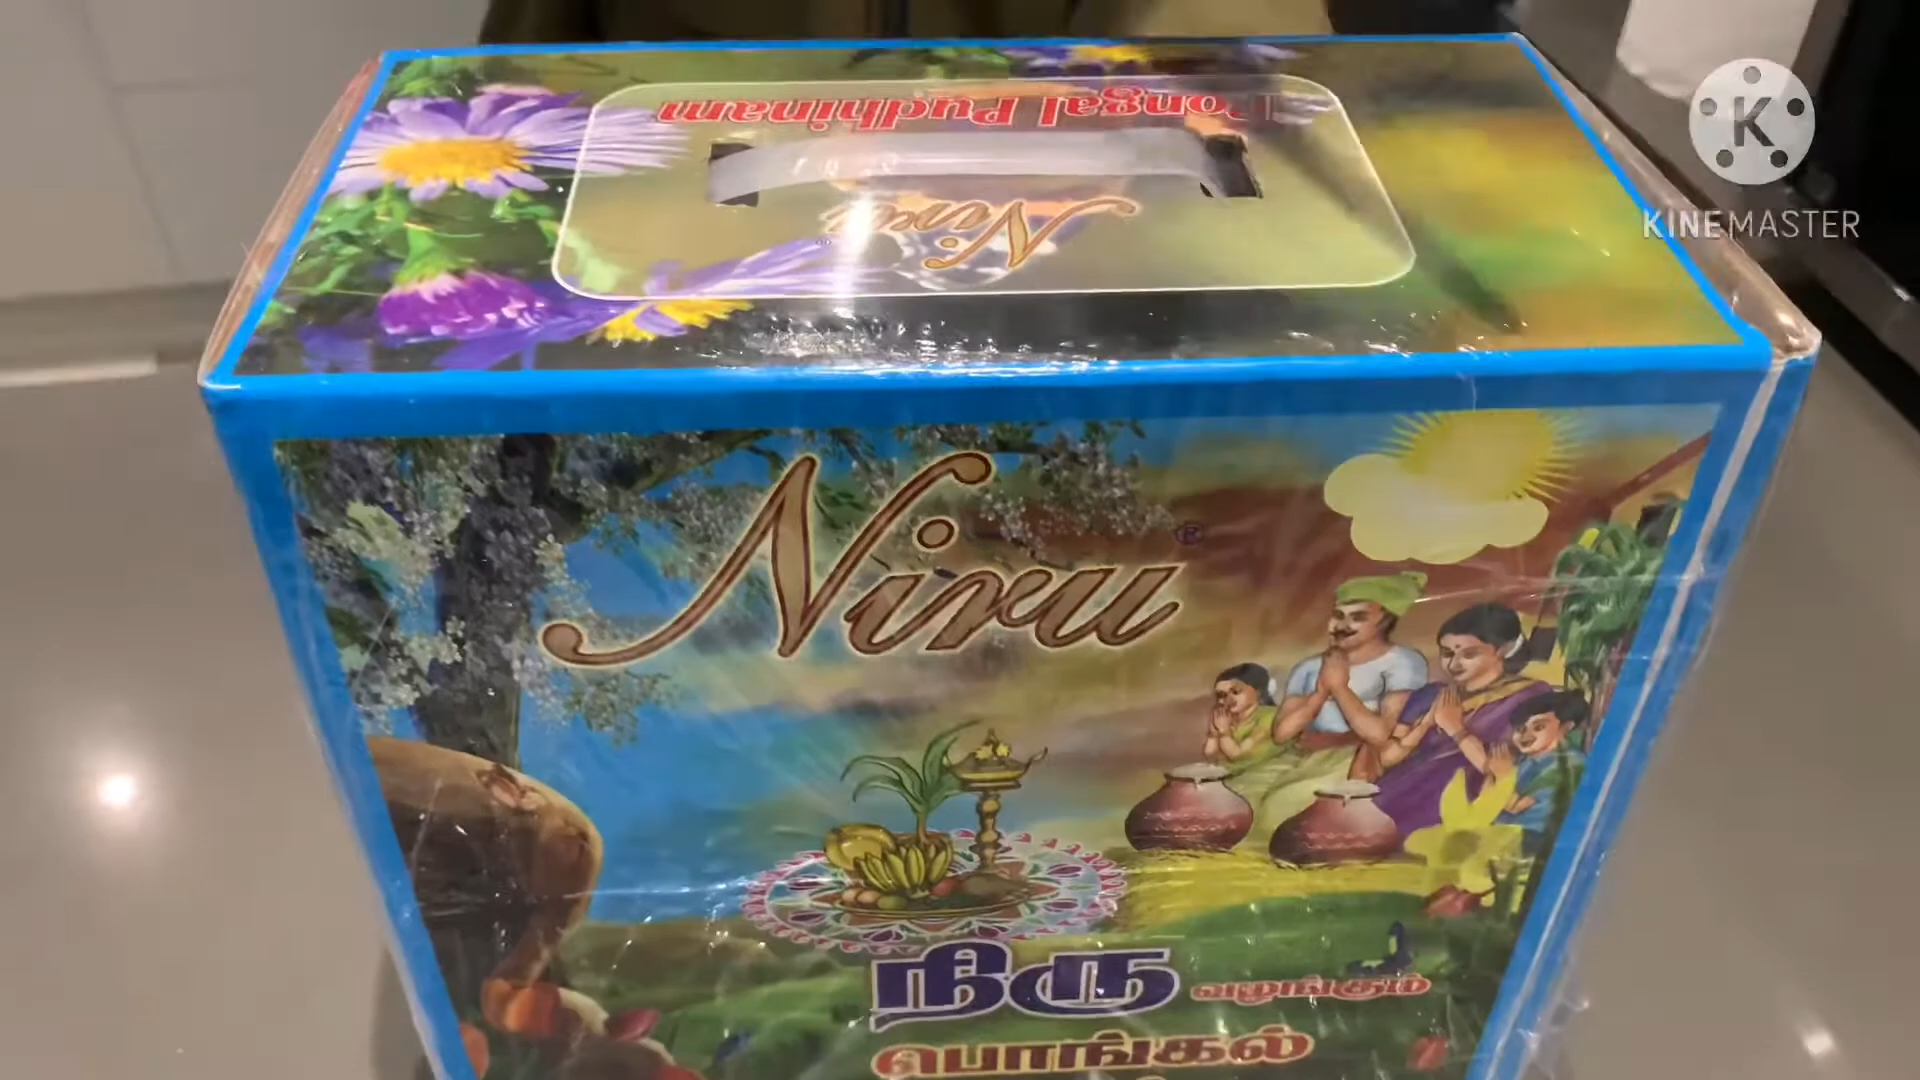 Pongal Pudhinam
Niru
K
KINEMASTER
Niru®
நிரு வழங்கும்
பொங்கல்